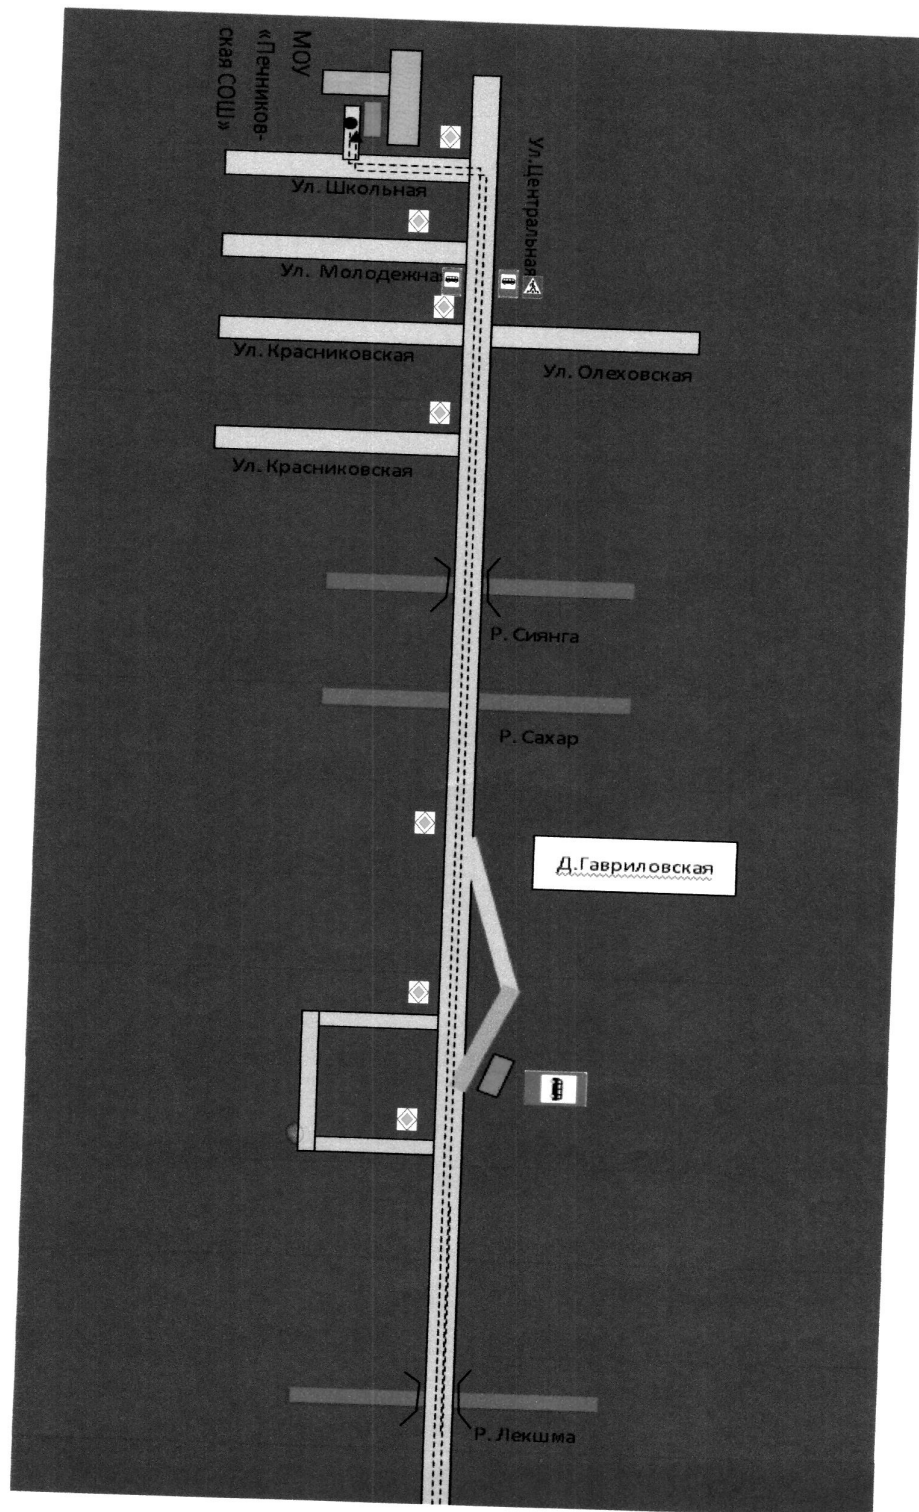 МОУ
«Печников-
ская СОШ»
Ул.Центральная
Ул. Школьная
Ул. Молодежная
Ул. Красниковская
Ул. Олеховская
Ул. Красниковская
Р. Сиянга
Р. Сахар
Д.Гавриловская
Р. Лекшма